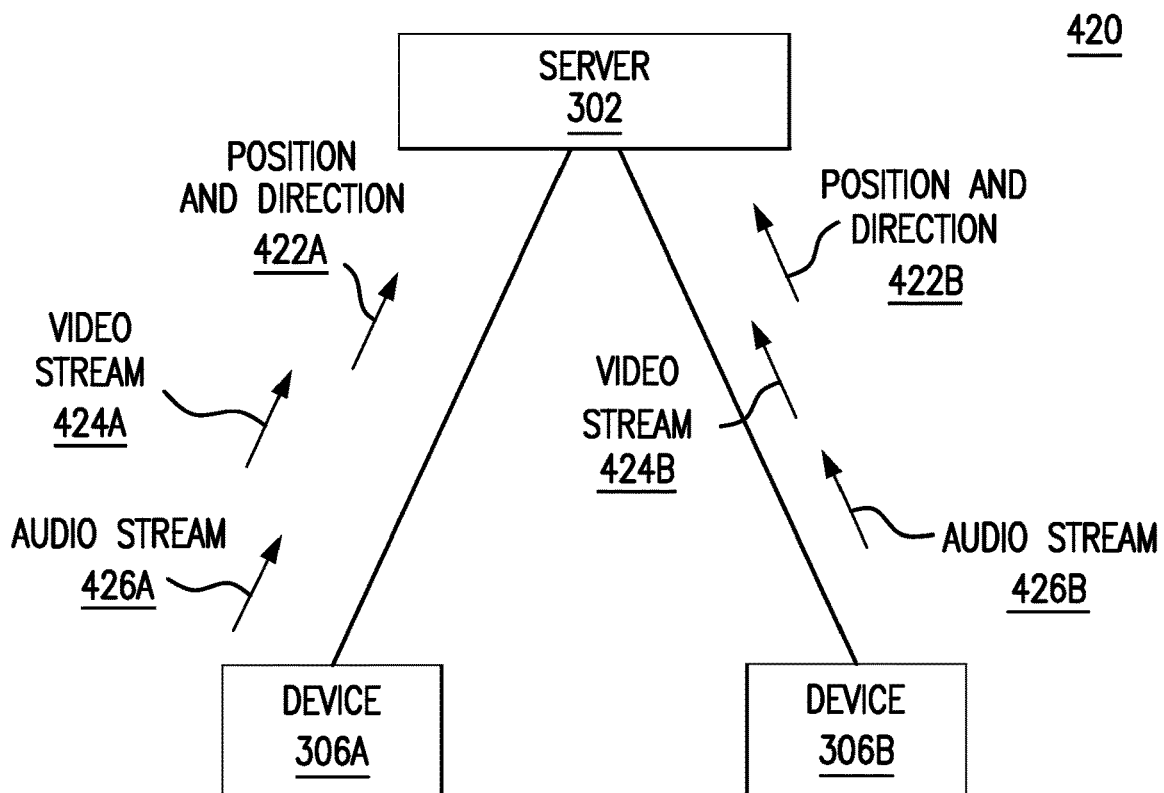 420
SERVER
302
POSITION
AND DIRECTION
422A
POSITION AND
DIRECTION
422B
VIDEO
STREAM
424A
VIDEO
STREAM
424B
AUDIO STREAM
426A
AUDIO STREAM
426B
DEVICE
306A
DEVICE
306B